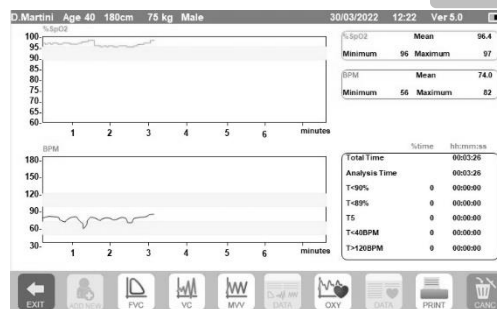 D.Martini Age 40 180cm 75 kg Male 30/03/2022 12:22 Ver 5.0
%SpO2
100
95
90
85
80
75
70
65
60
1 2 3 4 5 6 minutes
%SpO2 Mean 96.4
Minimum 96 Maximum 97
BPM Mean 74.0
Minimum 56 Maximum 82
BPM
180
150
120
90
60
30
1 2 3 4 5 6 minutes
%time hh:mm:ss
Total Time 00:03:26
Analysis Time 00:03:26
T<90% 0 00:00:00
T<89% 0 00:00:00
T5 0 00:00:00
T<40BPM 0 00:00:00
T>120BPM 0 00:00:00
EXIT ADD NEW FVC VC MVV DATA OXY DATA PRINT CANC